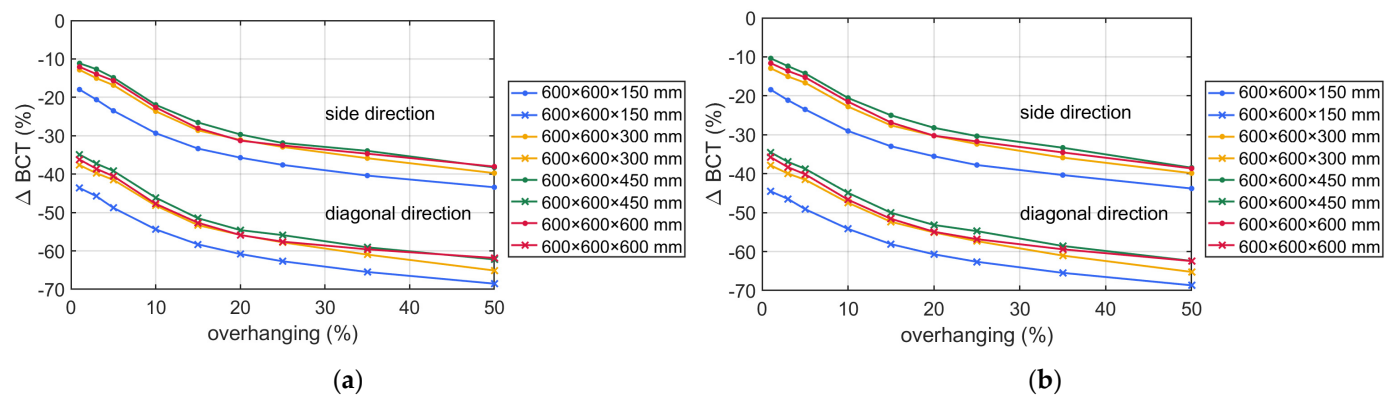 0
-10
-20
-30
-40
-50
-60
-70
Δ BCT (%)
0 10 20 30 40 50
overhanging (%)
side direction
diagonal direction
600×600×150 mm
600×600×150 mm
600×600×300 mm
600×600×300 mm
600×600×450 mm
600×600×450 mm
600×600×600 mm
600×600×600 mm
(a)
0
-10
-20
-30
-40
-50
-60
-70
Δ BCT (%)
0 10 20 30 40 50
overhanging (%)
side direction
diagonal direction
600×600×150 mm
600×600×150 mm
600×600×300 mm
600×600×300 mm
600×600×450 mm
600×600×450 mm
600×600×600 mm
600×600×600 mm
(b)